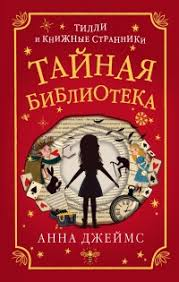 ТИЛЛИ
И КНИЖНЫЕ СТРАННИКИ
ТАЙНАЯ
БИБЛИОТЕКА
АННА ДЖЕЙМС